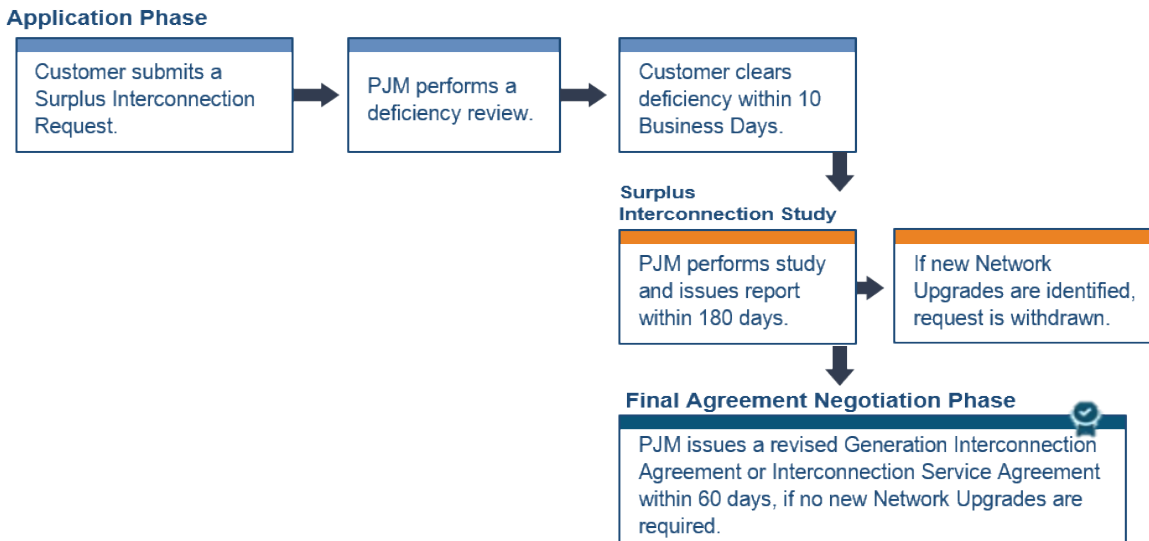 Application Phase
Customer submits a
Surplus Interconnection
Request.
PJM performs a
deficiency review.
Customer clears
deficiency within 10
Business Days.
Surplus
Interconnection Study
PJM performs study
and issues report
within 180 days.
If new Network
Upgrades are identified,
request is withdrawn.
Final Agreement Negotiation Phase
PJM issues a revised Generation Interconnection
Agreement or Interconnection Service Agreement
within 60 days, if no new Network Upgrades are
required.